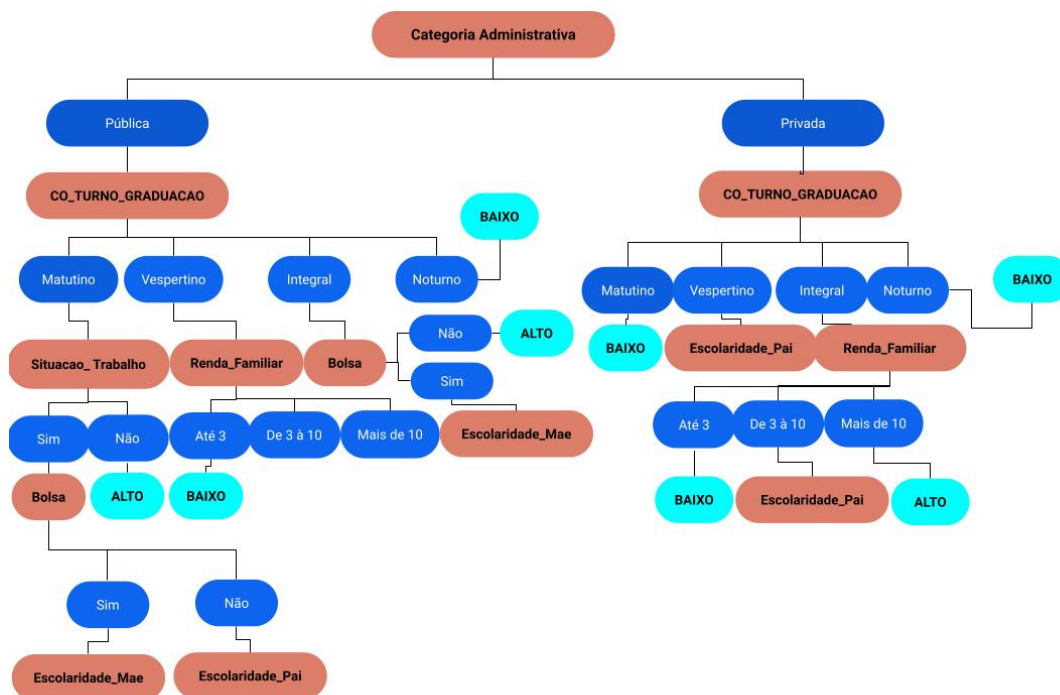 Categoria Administrativa
Pública
Privada
CO_TURNO_GRADUACAO
CO_TURNO_GRADUACAO
BAIXO
Matutino
Vespertino
Integral
Noturno
Matutino
Vespertino
Integral
Noturno
BAIXO
Não
ALTO
Situacao_ Trabalho
Renda_Familiar
Bolsa
Sim
BAIXO
Escolaridade_Pai
Renda_Familiar
Sim
Não
Até 3
De 3 à 10
Mais de 10
Escolaridade_Mae
Até 3
De 3 à 10
Mais de 10
Bolsa
ALTO
BAIXO
BAIXO
Escolaridade_Pai
ALTO
Sim
Não
Escolaridade_Mae
Escolaridade_Pai